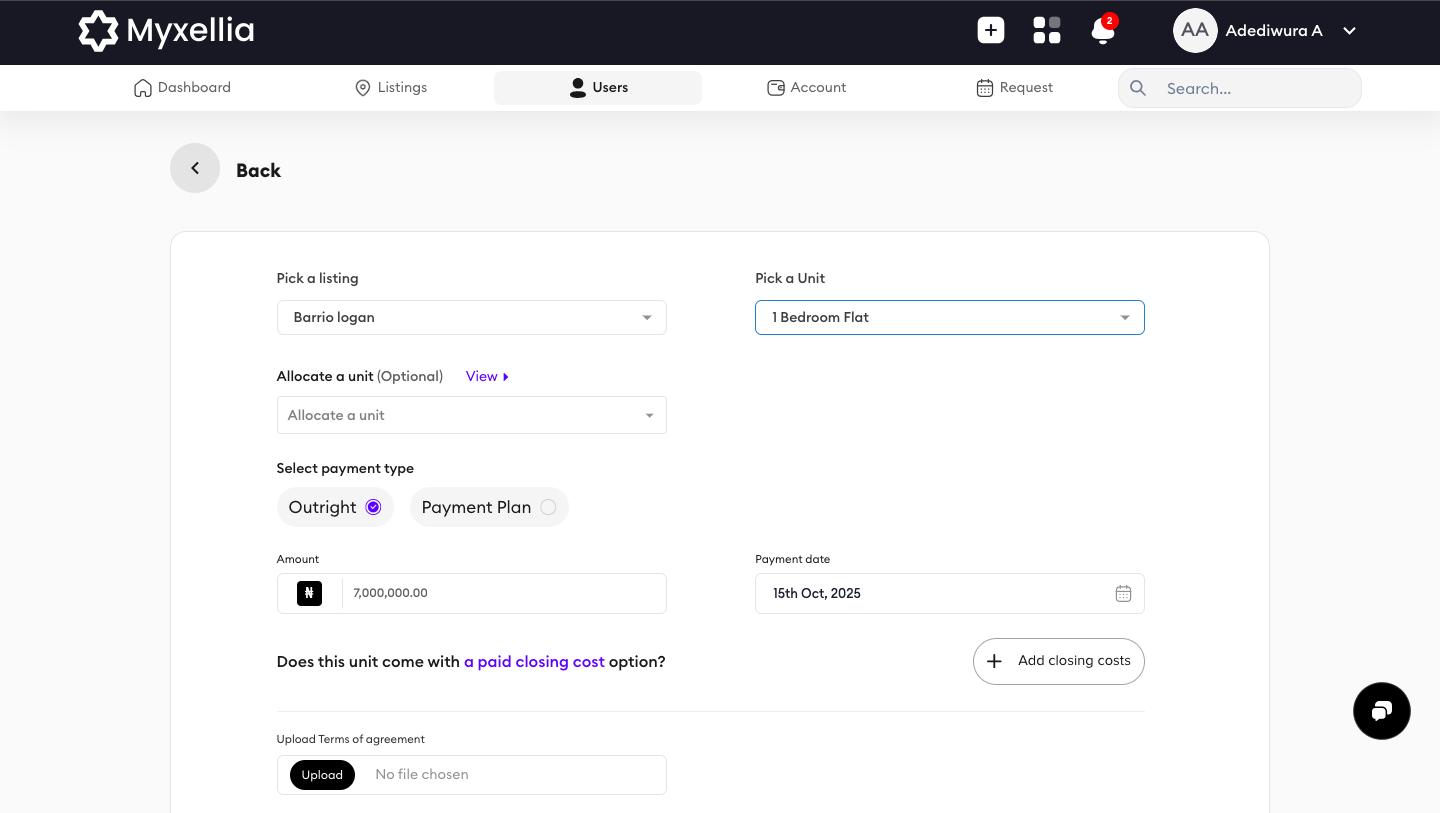 Myxellia
2
AA
Adediwura A
Dashboard
Listings
Users
Account
Request
Search...
Back
Pick a listing
Pick a Unit
Barrio logan
1 Bedroom Flat
Allocate a unit (Optional)
View
Allocate a unit
Select payment type
Outright
Payment Plan
Amount
Payment date
₦
7,000,000.00
15th Oct, 2025
Does this unit come with a paid closing cost option?
Add closing costs
Upload Terms of agreement
Upload
No file chosen